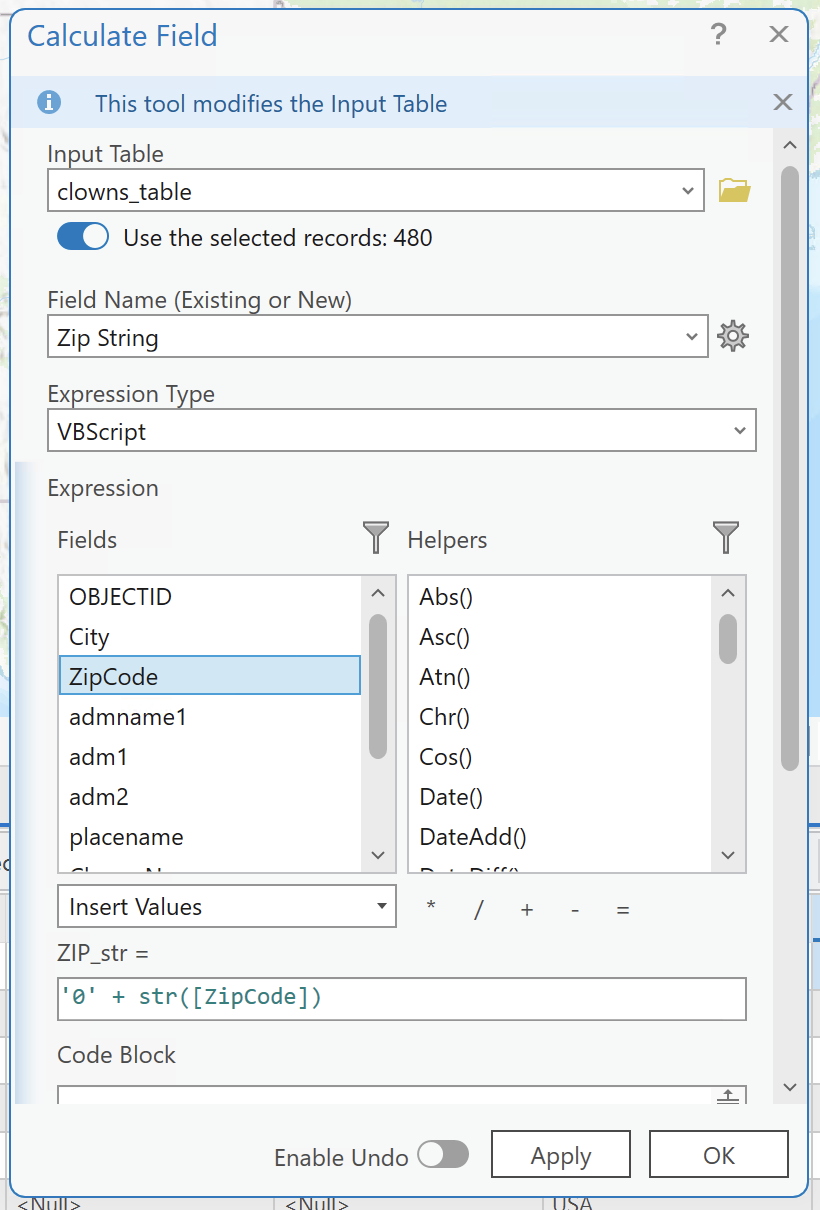 Calculate Field
?
This tool modifies the Input Table
Input Table
clowns_table
Use the selected records: 480
Field Name (Existing or New)
Zip String
Expression Type
VBScript
Expression
Fields
Helpers
OBJECTID
Abs()
City
Asc()
ZipCode
Atn()
admname1
Chr()
adm1
Cos()
adm2
Date()
placename
DateAdd()
DateDiff()
Insert Values
* / + - =
ZIP_str =
'0' + str([ZipCode])
Code Block
Enable Undo
Apply
OK
<Null>
<Null>
USA